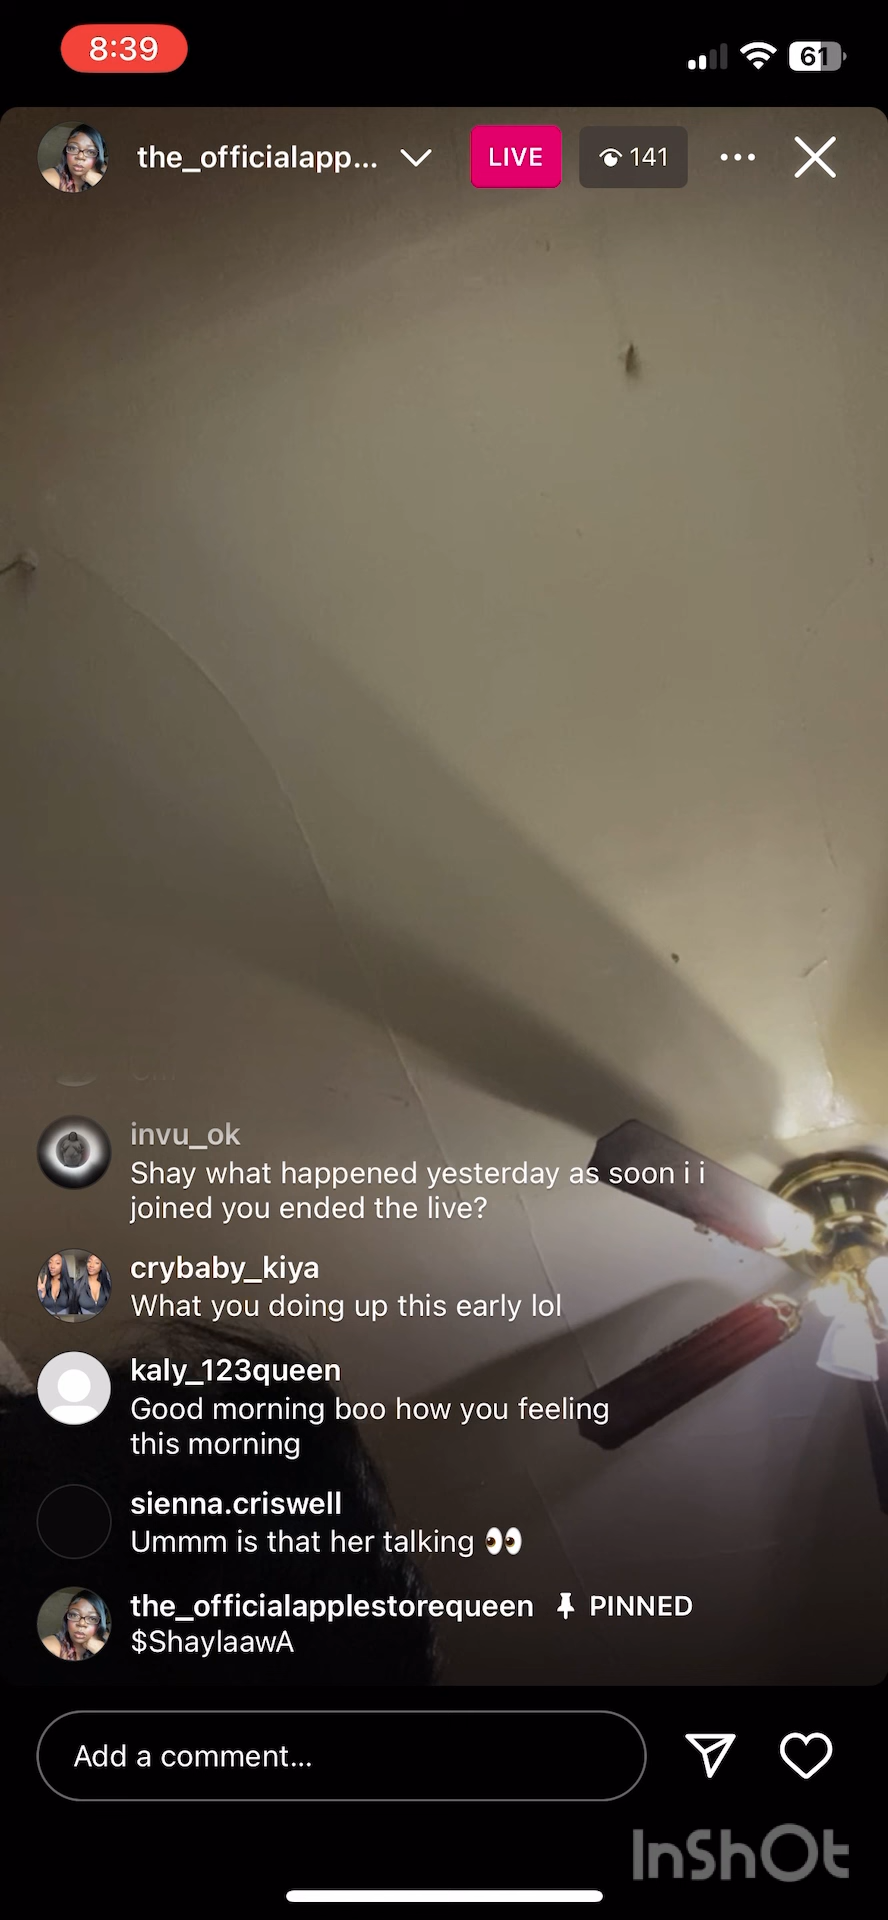 8:39
61
the_officialapp...
LIVE
141
invu_ok
Shay what happened yesterday as soon i i
joined you ended the live?
crybaby_kiya
What you doing up this early lol
kaly_123queen
Good morning boo how you feeling
this morning
sienna.criswell
Ummm is that her talking 👀
the_officialapplestorequeen PINNED
$ShaylaawA
Add a comment...
InShOt